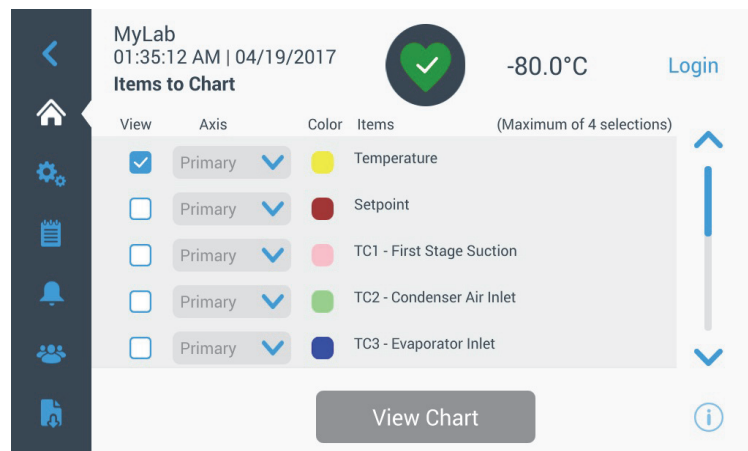 MyLab
01:35:12 AM | 04/19/2017
Items to Chart
-80.0°C
Login
View Axis Color Items (Maximum of 4 selections)
Primary Temperature
Primary Setpoint
Primary TC1 - First Stage Suction
Primary TC2 - Condenser Air Inlet
Primary TC3 - Evaporator Inlet
View Chart
i